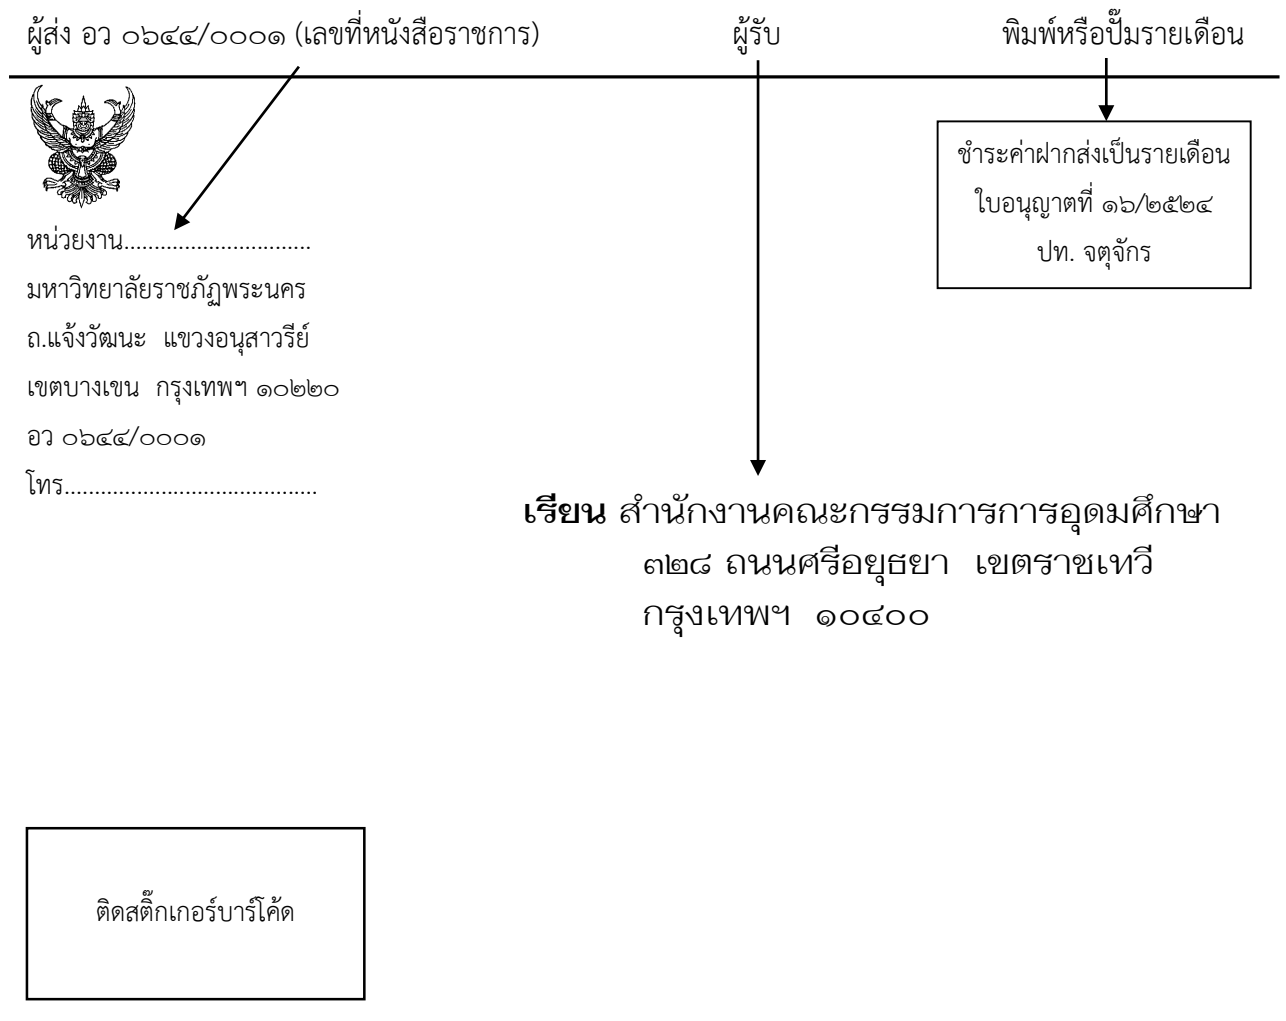 ผู้ส่ง อว ๐๖๔๔/๐๐๐๑ (เลขที่หนังสือราชการ) ผู้รับ พิมพ์หรือปั๊มรายเดือน
ชำระค่าฝากส่งเป็นรายเดือน
ใบอนุญาตที่ ๑๖/๒๕๒๔
ปท. จตุจักร
หน่วยงาน...............................
มหาวิทยาลัยราชภัฏพระนคร
ถ.แจ้งวัฒนะ แขวงอนุสาวรีย์
เขตบางเขน กรุงเทพฯ ๑๐๒๒๐
อว ๐๖๔๔/๐๐๐๑
โทร..........................................
เรียน สำนักงานคณะกรรมการการอุดมศึกษา
๓๒๘ ถนนศรีอยุธยา เขตราชเทวี
กรุงเทพฯ ๑๐๔๐๐
ติดสติ๊กเกอร์บาร์โค้ด